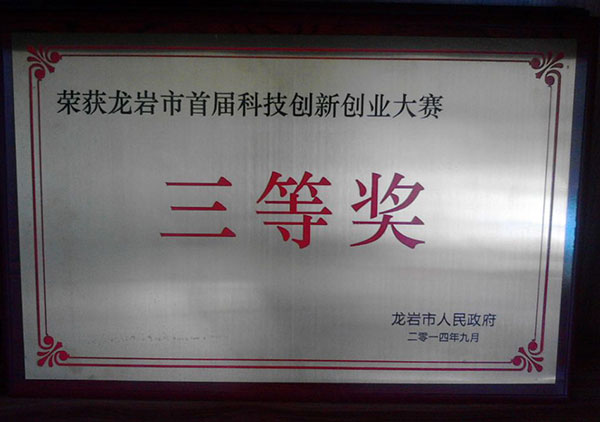 荣获龙岩市首届科技创新创业大赛
三等奖
龙岩市人民政府
二零一四年九月